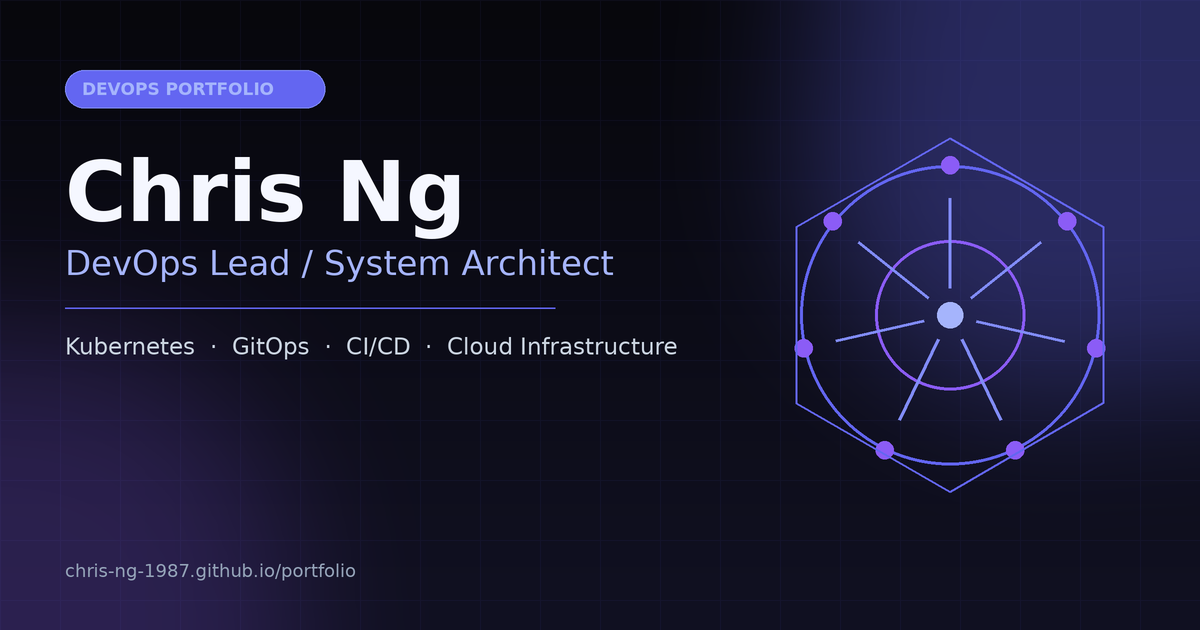 DEVOPS PORTFOLIO
Chris Ng
DevOps Lead / System Architect
Kubernetes · GitOps · CI/CD · Cloud Infrastructure
chris-ng-1987.github.io/portfolio